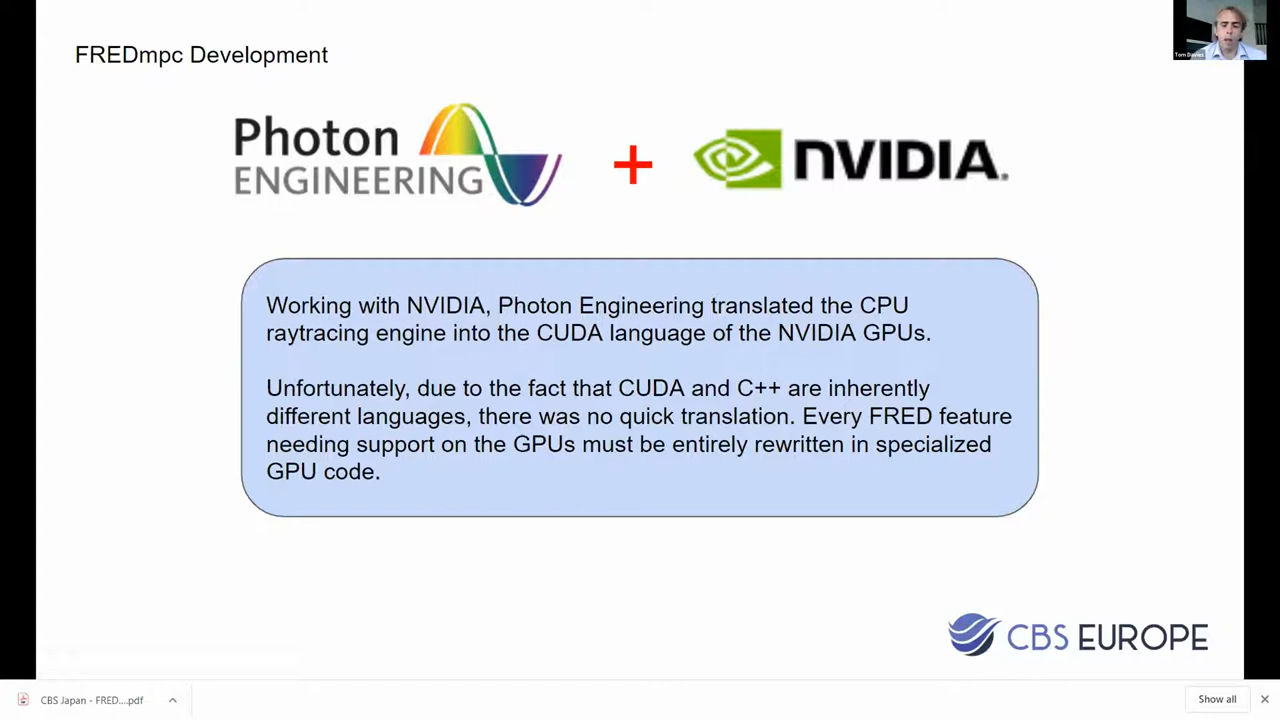 FREDmpc Development
Tom Davies
Photon
ENGINEERING
+
NVIDIA.
Working with NVIDIA, Photon Engineering translated the CPU
raytracing engine into the CUDA language of the NVIDIA GPUs.
Unfortunately, due to the fact that CUDA and C++ are inherently
different languages, there was no quick translation. Every FRED feature
needing support on the GPUs must be entirely rewritten in specialized
GPU code.
CBS EUROPE
CBS Japan - FRED....pdf
Show all